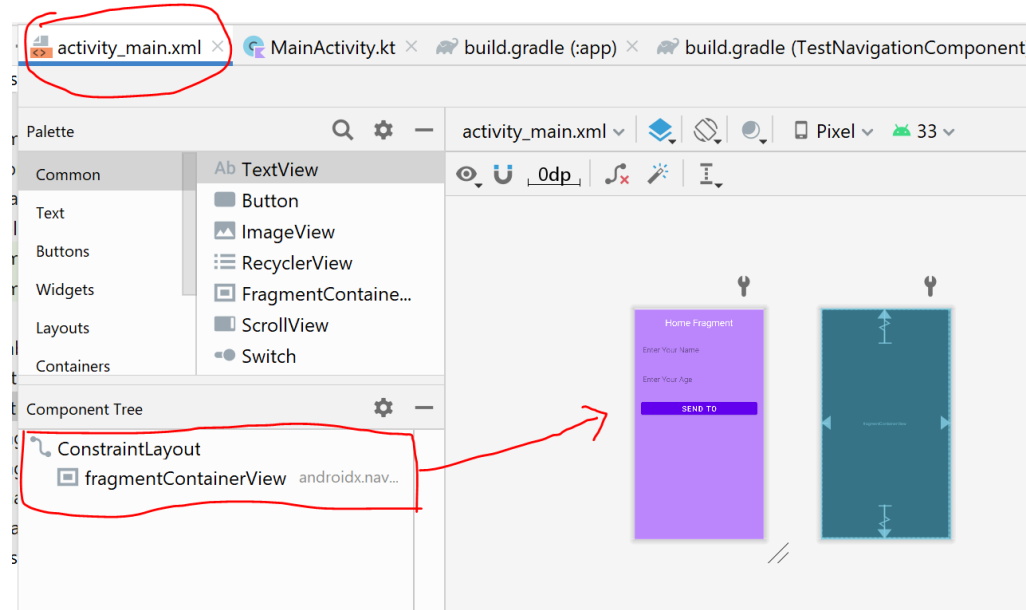 activity_main.xml
MainActivity.kt
build.gradle (:app)
build.gradle (TestNavigationComponent
Palette
activity_main.xml
Pixel
33
Common
Text
Buttons
Widgets
Layouts
Containers
Ab TextView
Button
ImageView
RecyclerView
FragmentContaine...
ScrollView
Switch
0dp
Component Tree
ConstraintLayout
fragmentContainerView androidx.nav...
Home Fragment
Enter Your Name
Enter Your Age
SEND TO